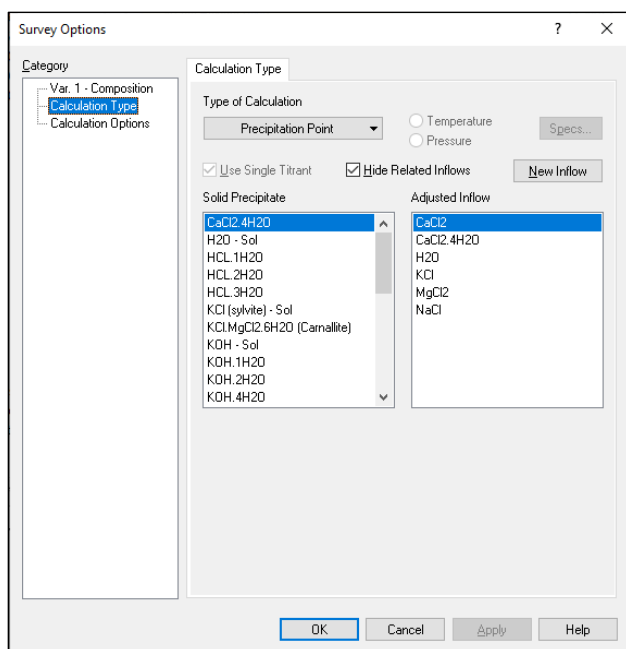 Survey Options
?
Category
Var. 1 - Composition
Calculation Type
Calculation Options
Calculation Type
Type of Calculation
Precipitation Point
Temperature
Pressure
Specs...
Use Single Titrant
Hide Related Inflows
New Inflow
Solid Precipitate
CaCl2.4H2O
H2O - Sol
HCL.1H2O
HCL.2H2O
HCL.3H2O
KCl (sylvite) - Sol
KCl.MgCl2.6H2O (Carnallite)
KOH - Sol
KOH.1H2O
KOH.2H2O
KOH.4H2O
Adjusted Inflow
CaCl2
CaCl2.4H2O
H2O
KCl
MgCl2
NaCl
OK
Cancel
Apply
Help